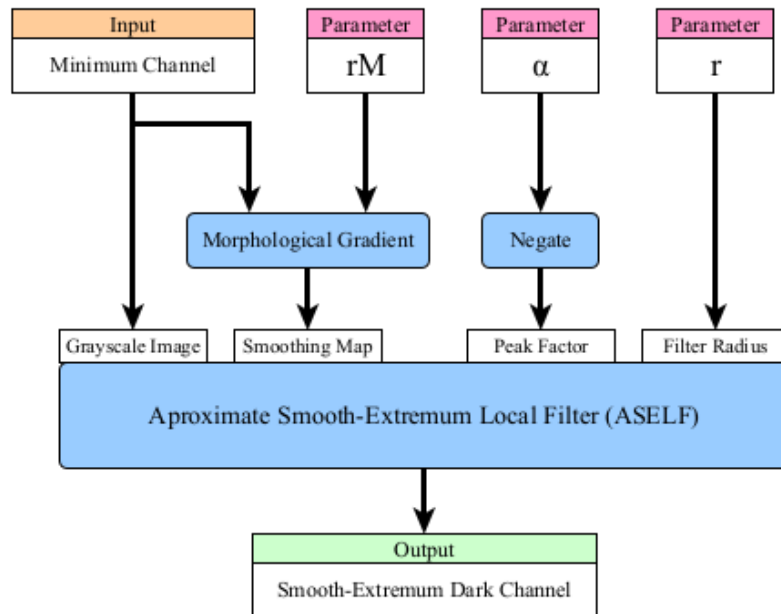 Input
Minimum Channel
Parameter
rM
Parameter
α
Parameter
r
Morphological Gradient
Negate
Grayscale Image
Smoothing Map
Peak Factor
Filter Radius
Aproximate Smooth-Extremum Local Filter (ASELF)
Output
Smooth-Extremum Dark Channel